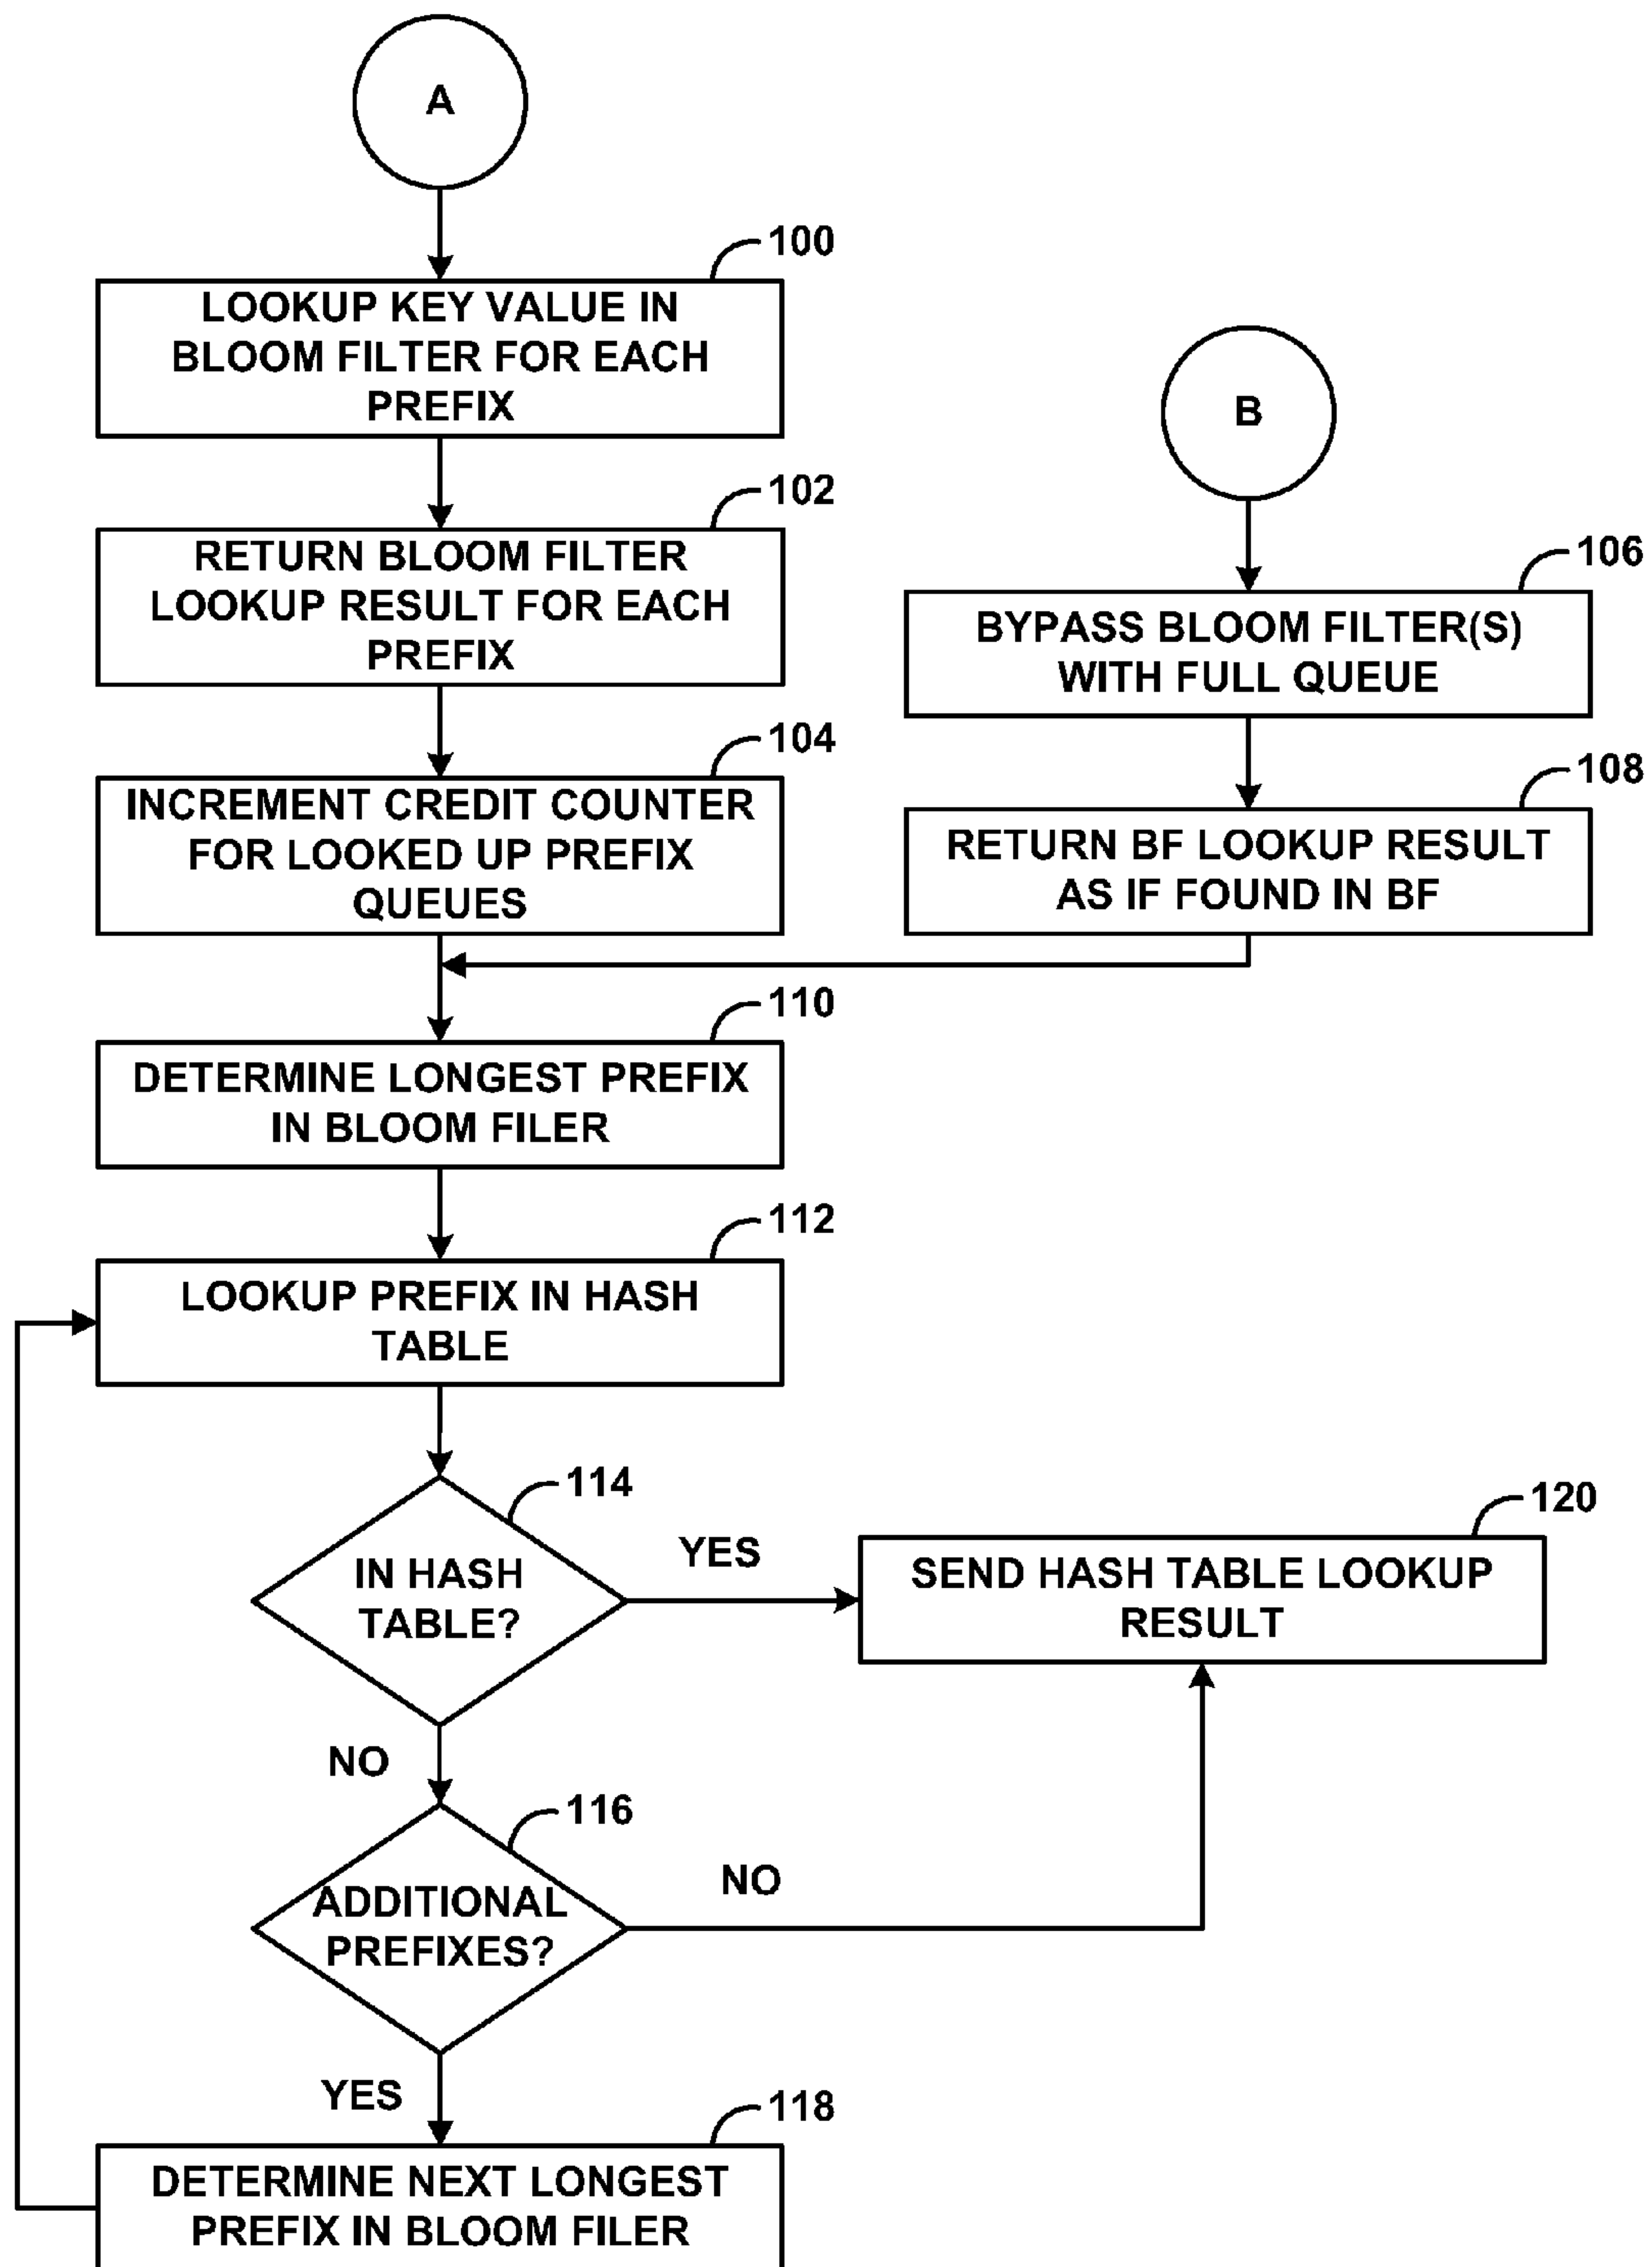 A
100
LOOKUP KEY VALUE IN
BLOOM FILTER FOR EACH
PREFIX
102
RETURN BLOOM FILTER
LOOKUP RESULT FOR EACH
PREFIX
104
INCREMENT CREDIT COUNTER
FOR LOOKED UP PREFIX
QUEUES
B
106
BYPASS BLOOM FILTER(S)
WITH FULL QUEUE
108
RETURN BF LOOKUP RESULT
AS IF FOUND IN BF
110
DETERMINE LONGEST PREFIX
IN BLOOM FILER
112
LOOKUP PREFIX IN HASH
TABLE
114
IN HASH
TABLE?
YES
120
SEND HASH TABLE LOOKUP
RESULT
NO
116
ADDITIONAL
PREFIXES?
NO
YES
118
DETERMINE NEXT LONGEST
PREFIX IN BLOOM FILER